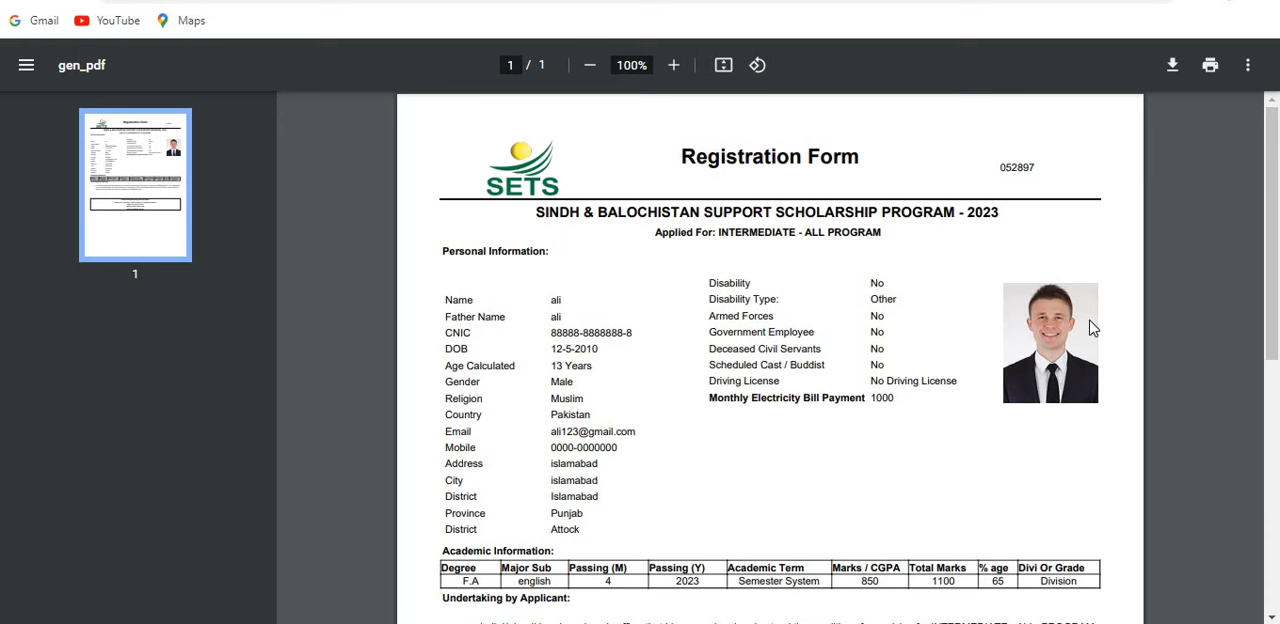 Gmail YouTube Maps
gen_pdf 1 / 1 100%
1
SETS
Registration Form
052897
SINDH & BALOCHISTAN SUPPORT SCHOLARSHIP PROGRAM - 2023
Applied For: INTERMEDIATE - ALL PROGRAM
Personal Information:
Name ali
Father Name ali
CNIC 88888-8888888-8
DOB 12-5-2010
Age Calculated 13 Years
Gender Male
Religion Muslim
Country Pakistan
Email ali123@gmail.com
Mobile 0000-0000000
Address islamabad
City islamabad
District Islamabad
Province Punjab
District Attock
Disability No
Disability Type: Other
Armed Forces No
Government Employee No
Deceased Civil Servants No
Scheduled Cast / Buddist No
Driving License No Driving License
Monthly Electricity Bill Payment 1000
Academic Information:
Degree Major Sub Passing (M) Passing (Y) Academic Term Marks / CGPA Total Marks % age Divi Or Grade
F.A english 4 2023 Semester System 850 1100 65 Division
Undertaking by Applicant: